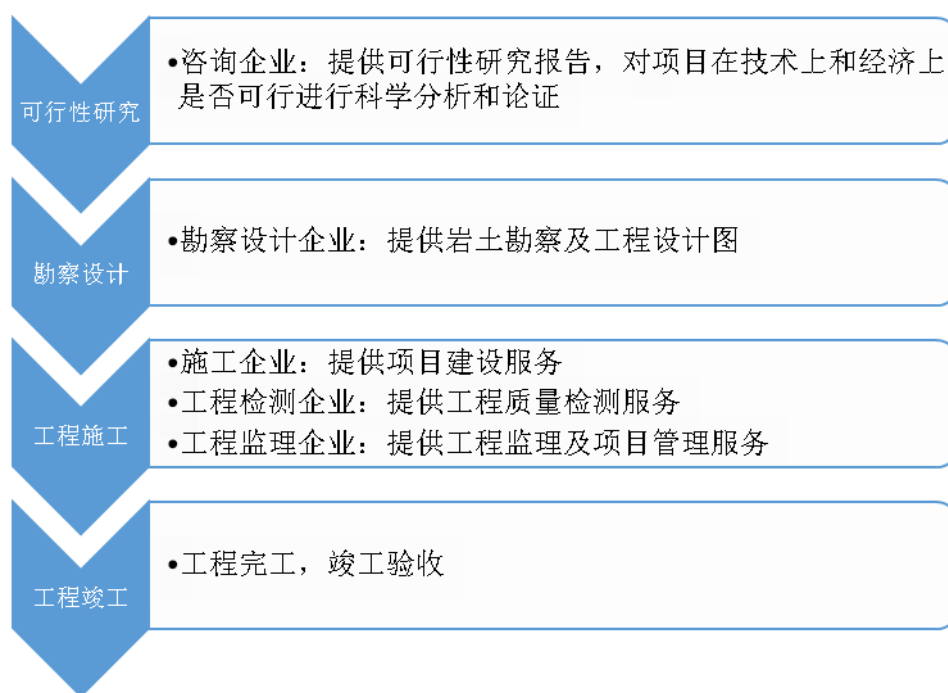 可行性研究
•咨询企业：提供可行性研究报告，对项目在技术上和经济上
是否可行进行科学分析和论证
勘察设计
•勘察设计企业：提供岩土勘察及工程设计图
工程施工
•施工企业：提供项目建设服务
•工程检测企业：提供工程质量检测服务
•工程监理企业：提供工程监理及项目管理服务
工程竣工
•工程完工，竣工验收